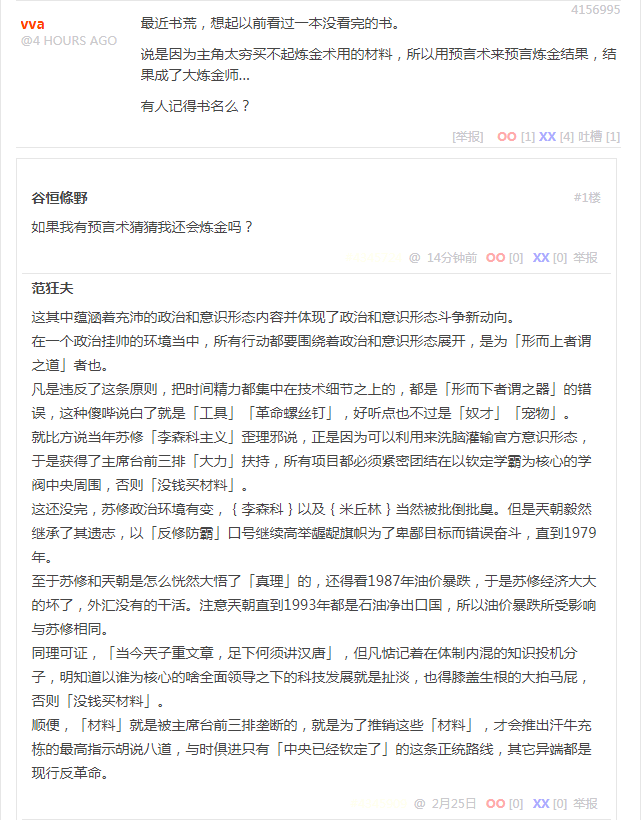 4156995
vva
@4 HOURS AGO
最近书荒，想起以前看过一本没看完的书。
说是因为主角太穷买不起炼金术用的材料，所以用预言术来预言炼金结果，结
果成了大炼金师...
有人记得书名么？
[举报] OO [1] XX [4] 吐槽 [1]
谷恒條野
#1楼
如果我有预言术猜猜我还会炼金吗？
@ 14分钟前 OO [0] XX [0] 举报
范狂夫
这其中蕴涵着充沛的政治和意识形态内容并体现了政治和意识形态斗争新动向。
在一个政治挂帅的环境当中，所有行动都要围绕着政治和意识形态展开，是为「形而上者谓
之道」者也。
凡是违反了这条原则，把时间精力都集中在技术细节之上的，都是「形而下者谓之器」的错
误，这种傻哔说白了就是「工具」「革命螺丝钉」，好听点也不过是「奴才」「宠物」。
就比方说当年苏修「李森科主义」歪理邪说，正是因为可以利用来洗脑灌输官方意识形态，
于是获得了主席台前三排「大力」扶持，所有项目都必须紧密团结在以钦定学霸为核心的学
阀中央周围，否则「没钱买材料」。
这还没完，苏修政治环境有变，｛李森科｝以及｛米丘林｝当然被批倒批臭。但是天朝毅然
继承了其遗志，以「反修防霸」口号继续高举龌龊旗帜为了卑鄙目标而错误奋斗，直到1979
年。
至于苏修和天朝是怎么恍然大悟了「真理」的，还得看1987年油价暴跌，于是苏修经济大大
的坏了，外汇没有的干活。注意天朝直到1993年都是石油净出口国，所以油价暴跌所受影响
与苏修相同。
同理可证，「当今天子重文章，足下何须讲汉唐」，但凡惦记着在体制内混的知识投机分
子，明知道以谁为核心的啥全面领导之下的科技发展就是扯淡，也得膝盖生根的大拍马屁，
否则「没钱买材料」。
顺便，「材料」就是被主席台前三排垄断的，就是为了推销这些「材料」，才会推出汗牛充
栋的最高指示胡说八道，与时俱进只有「中央已经钦定了」的这条正统路线，其它异端都是
现行反革命。
@ 2月25日 OO [0] XX [0] 举报